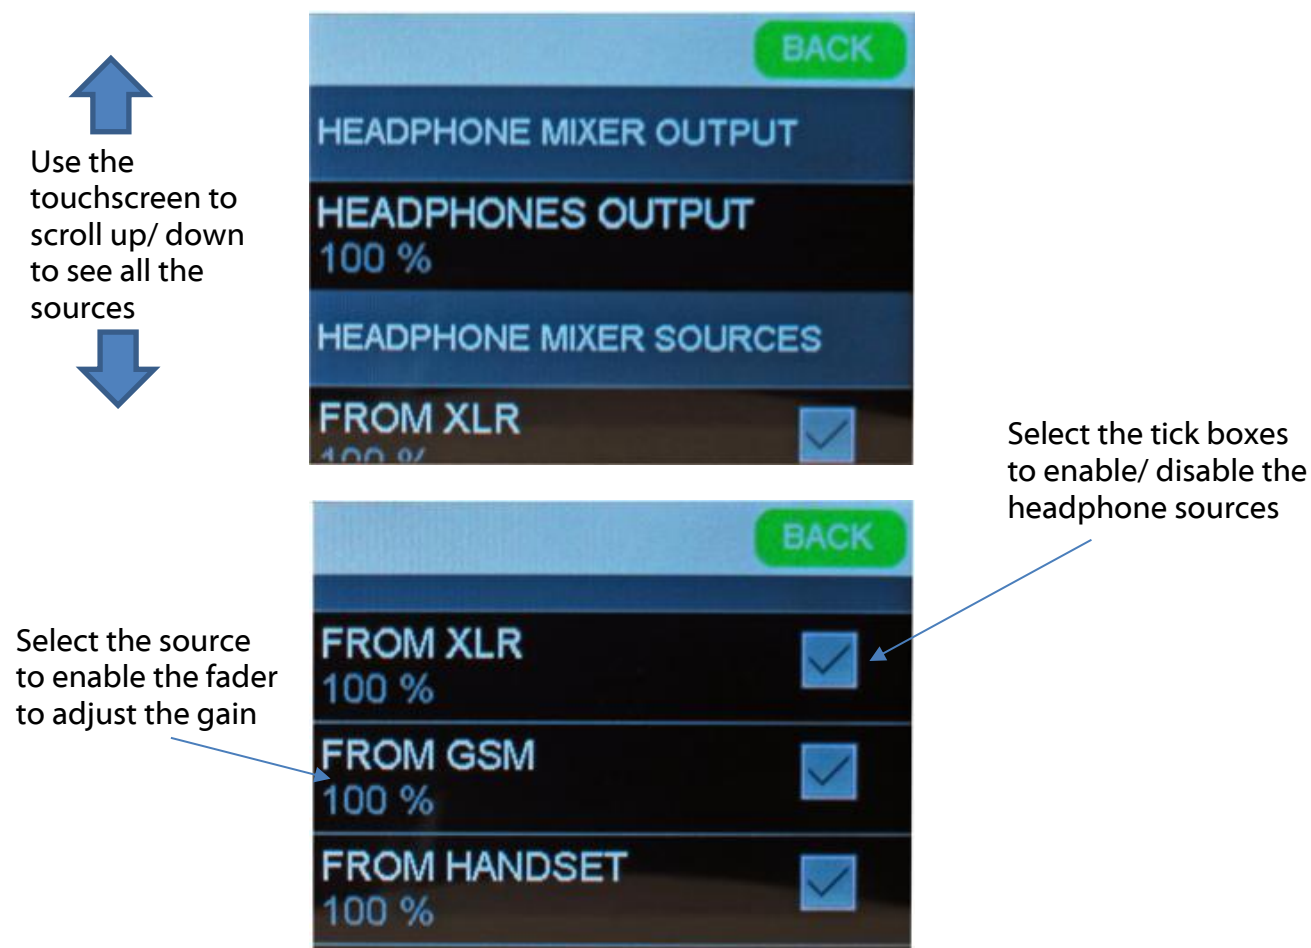 BACK
HEADPHONE MIXER OUTPUT
Use the
touchscreen to
scroll up/ down
to see all the
sources
HEADPHONES OUTPUT
100 %
HEADPHONE MIXER SOURCES
FROM XLR
100 %
Select the tick boxes
to enable/ disable the
headphone sources
BACK
FROM XLR
100 %
Select the source
to enable the fader
to adjust the gain
FROM GSM
100 %
FROM HANDSET
100 %